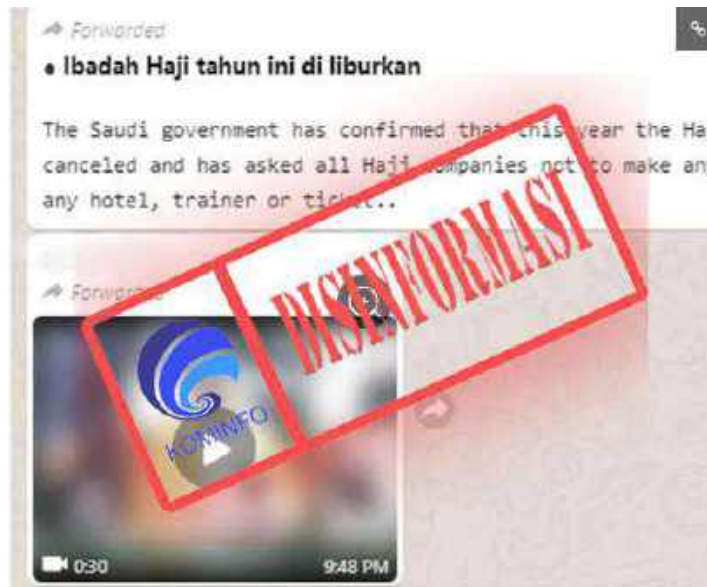 Forwarded
• Ibadah Haji tahun ini di liburkan
The Saudi government has confirmed that this year the Ha
canceled and has asked all Hajj companies not to make any
any hotel, trainer or ticket..
DISINFORMASI
Forwarded
KOMINFO
0:30
9:48 PM